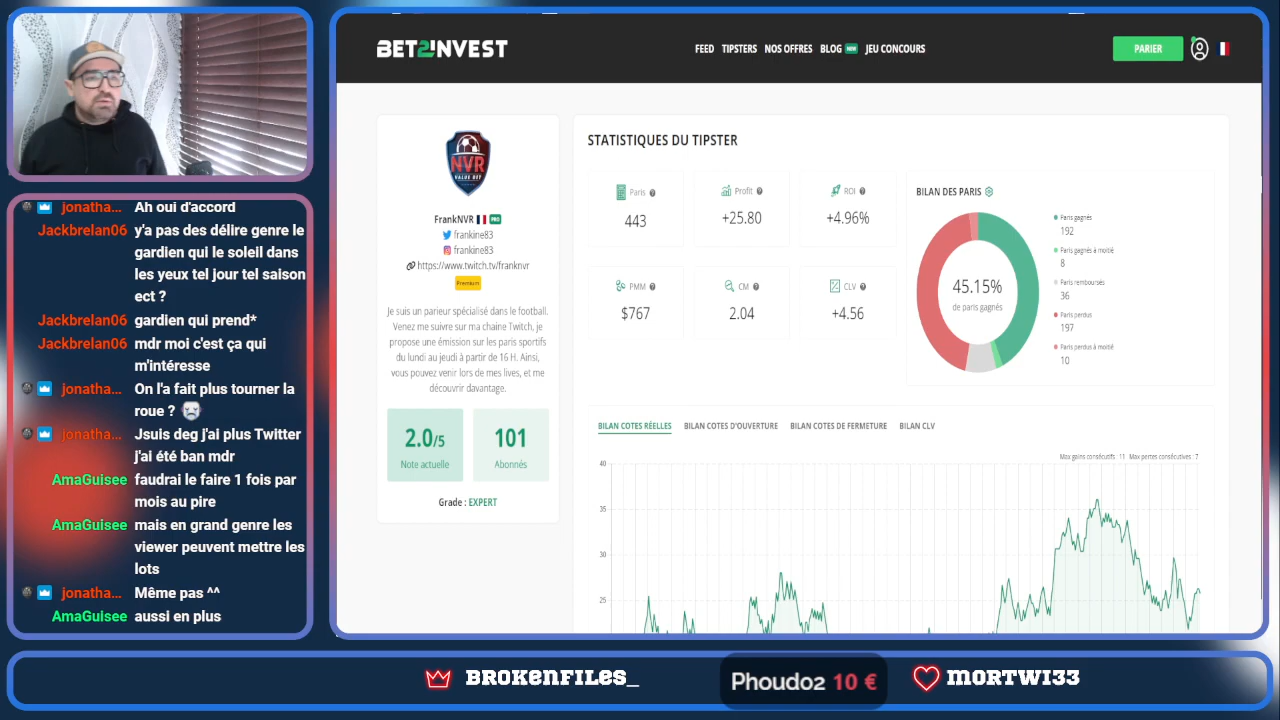 jonatha... Ah oui d'accord
Jackbrelan06 y'a pas des délire genre le
gardien qui le soleil dans
les yeux tel jour tel saison
ect ?
Jackbrelan06 gardien qui prend*
Jackbrelan06 mdr moi c'est ça qui
m'intéresse
jonatha... On l'a fait plus tourner la
roue ?
jonatha... Jsuis deg j'ai plus Twitter
j'ai été ban mdr
AmaGuisee faudrai le faire 1 fois par
mois au pire
AmaGuisee mais en grand genre les
viewer peuvent mettre les
lots
jonatha... Même pas ^^
AmaGuisee aussi en plus
BET2INVEST
FEED TIPSTERS NOS OFFRES BLOG NEW JEU CONCOURS
PARIER
NVR
VALUE BET
FrankNVR PRO
frankine83
frankine83
https://www.twitch.tv/franknvr
Premium
Je suis un parieur spécialisé dans le football.
Venez me suivre sur ma chaine Twitch, je
propose une émission sur les paris sportifs
du lundi au jeudi à partir de 16 H. Ainsi,
vous pouvez venir lors de mes lives, et me
découvrir davantage.
2.0/5
Note actuelle
101
Abonnés
Grade : EXPERT
STATISTIQUES DU TIPSTER
Paris
443
Profit
+25.80
ROI
+4.96%
PMM
$767
CM
2.04
CLV
+4.56
BILAN DES PARIS
45.15%
de paris gagnés
Paris gagnés
192
Paris gagnés à moitié
8
Paris remboursés
36
Paris perdus
197
Paris perdus à moitié
10
BILAN COTES RÉELLES BILAN COTES D'OUVERTURE BILAN COTES DE FERMETURE BILAN CLV
Max gains consécutifs : 11 Max pertes consécutives : 7
40
35
30
25
BROKENFILES_
Phoudo2 10 €
MORTWI33